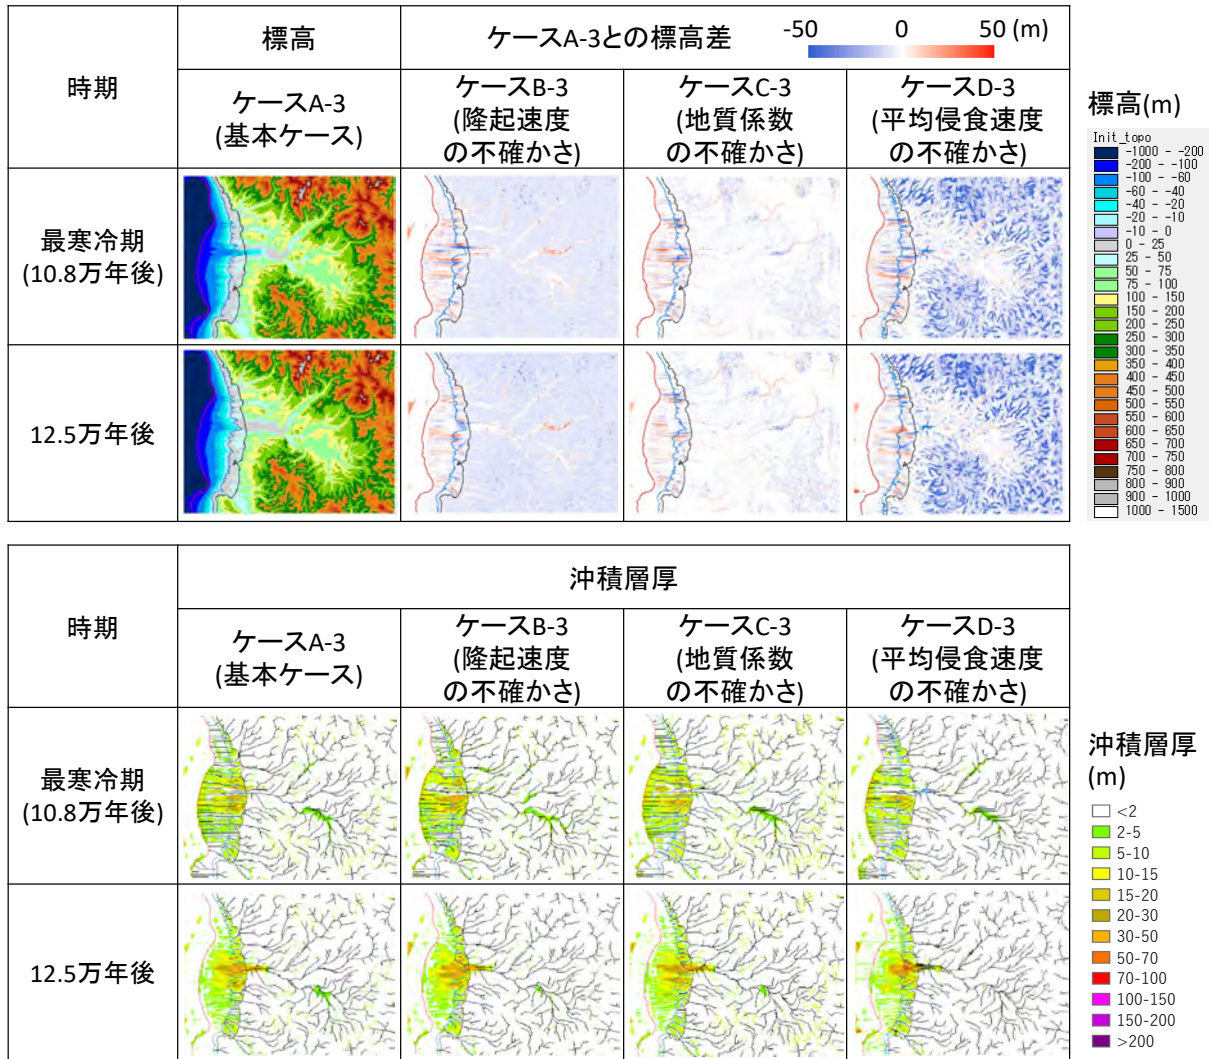 時期
標高
ケースA-3との標高差
-50 0 50 (m)
ケースA-3
(基本ケース)
ケースB-3
(隆起速度
の不確かさ)
ケースC-3
(地質係数
の不確かさ)
ケースD-3
(平均侵食速度
の不確かさ)
最寒冷期
(10.8万年後)
12.5万年後
標高(m)
Init_topo
-1000 - -200
-200 - -100
-100 - -60
-60 - -40
-40 - -20
-20 - -10
-10 - 0
0 - 25
25 - 50
50 - 75
75 - 100
100 - 150
150 - 200
200 - 250
250 - 300
300 - 350
350 - 400
400 - 450
450 - 500
500 - 550
550 - 600
600 - 650
650 - 700
700 - 750
750 - 800
800 - 900
900 - 1000
1000 - 1500
時期
沖積層厚
ケースA-3
(基本ケース)
ケースB-3
(隆起速度
の不確かさ)
ケースC-3
(地質係数
の不確かさ)
ケースD-3
(平均侵食速度
の不確かさ)
最寒冷期
(10.8万年後)
12.5万年後
沖積層厚
(m)
<2
2-5
5-10
10-15
15-20
20-30
30-50
50-70
70-100
100-150
150-200
>200